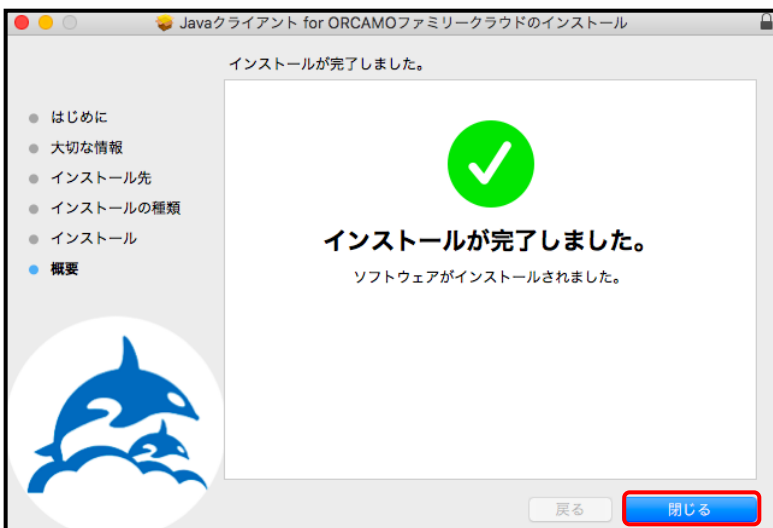 Javaクライアント for ORCAMOファミリークラウドのインストール
インストールが完了しました。
はじめに
大切な情報
インストール先
インストールの種類
インストール
概要
インストールが完了しました。
ソフトウェアがインストールされました。
戻る
閉じる